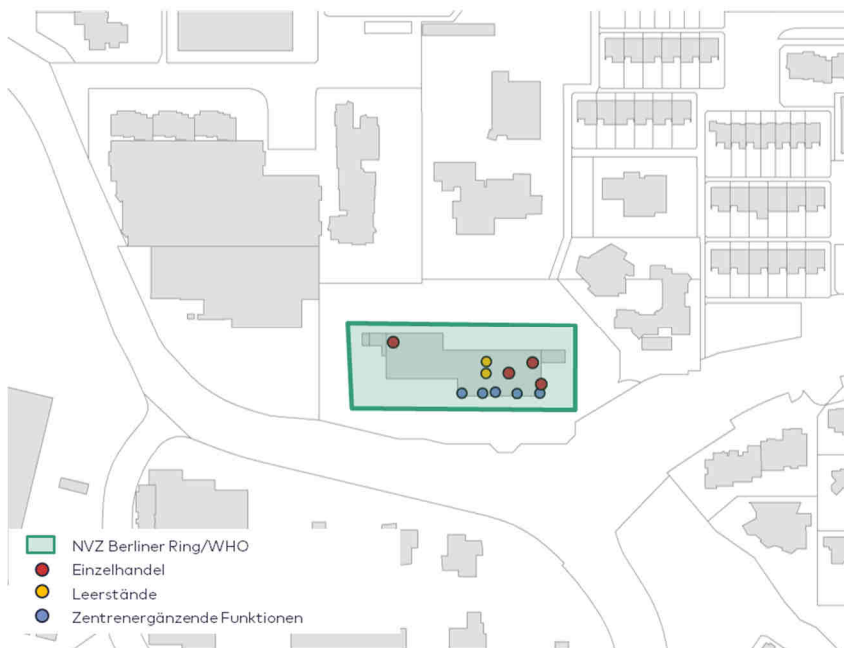 NVZ Berliner Ring/WHO
Einzelhandel
Leerstände
Zentrenergänzende Funktionen